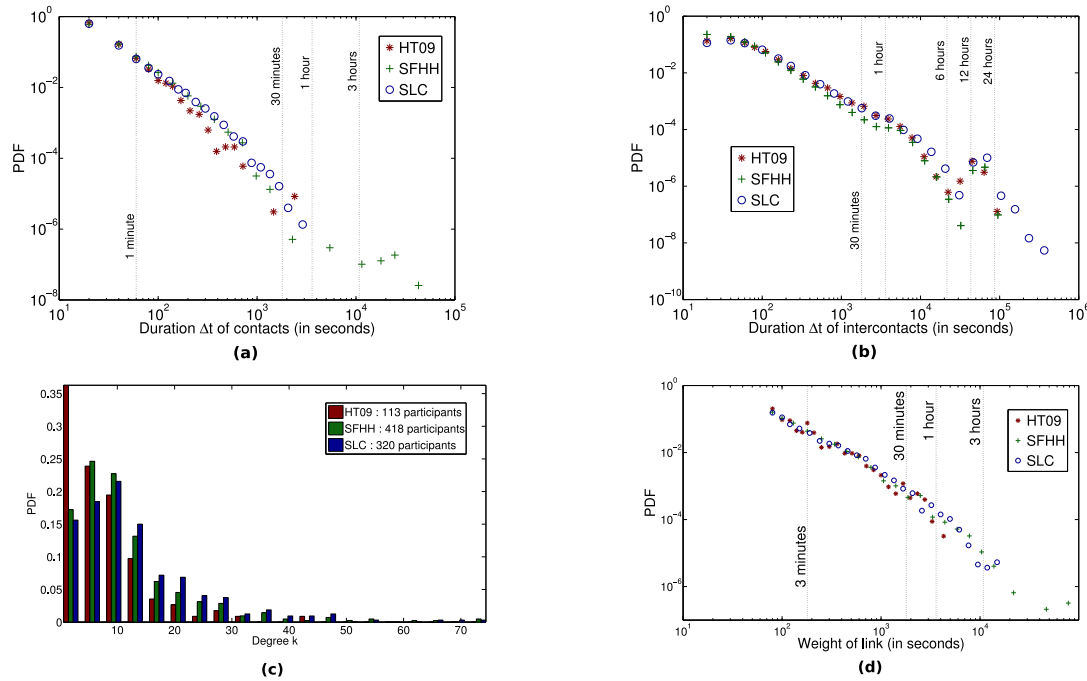 10^0
10^-2
10^-4
10^-6
10^-8
PDF
1 minute
30 minutes
1 hour
3 hours
HT09
SFHH
SLC
10^1
10^2
10^3
10^4
10^5
Duration Δt of contacts (in seconds)
(a)
10^0
10^-2
10^-4
10^-6
10^-8
10^-10
PDF
30 minutes
1 hour
6 hours
12 hours
24 hours
HT09
SFHH
SLC
10^1
10^2
10^3
10^4
10^5
10^6
Duration Δt of intercontacts (in seconds)
(b)
0.35
0.30
0.25
0.20
0.15
0.10
0.05
0
PDF
HT09 : 113 participants
SFHH : 418 participants
SLC : 320 participants
10
20
30
40
50
60
70
Degree k
(c)
10^0
10^-2
10^-4
10^-6
PDF
3 minutes
30 minutes
1 hour
3 hours
HT09
SFHH
SLC
10^1
10^2
10^3
10^4
Weight of link (in seconds)
(d)